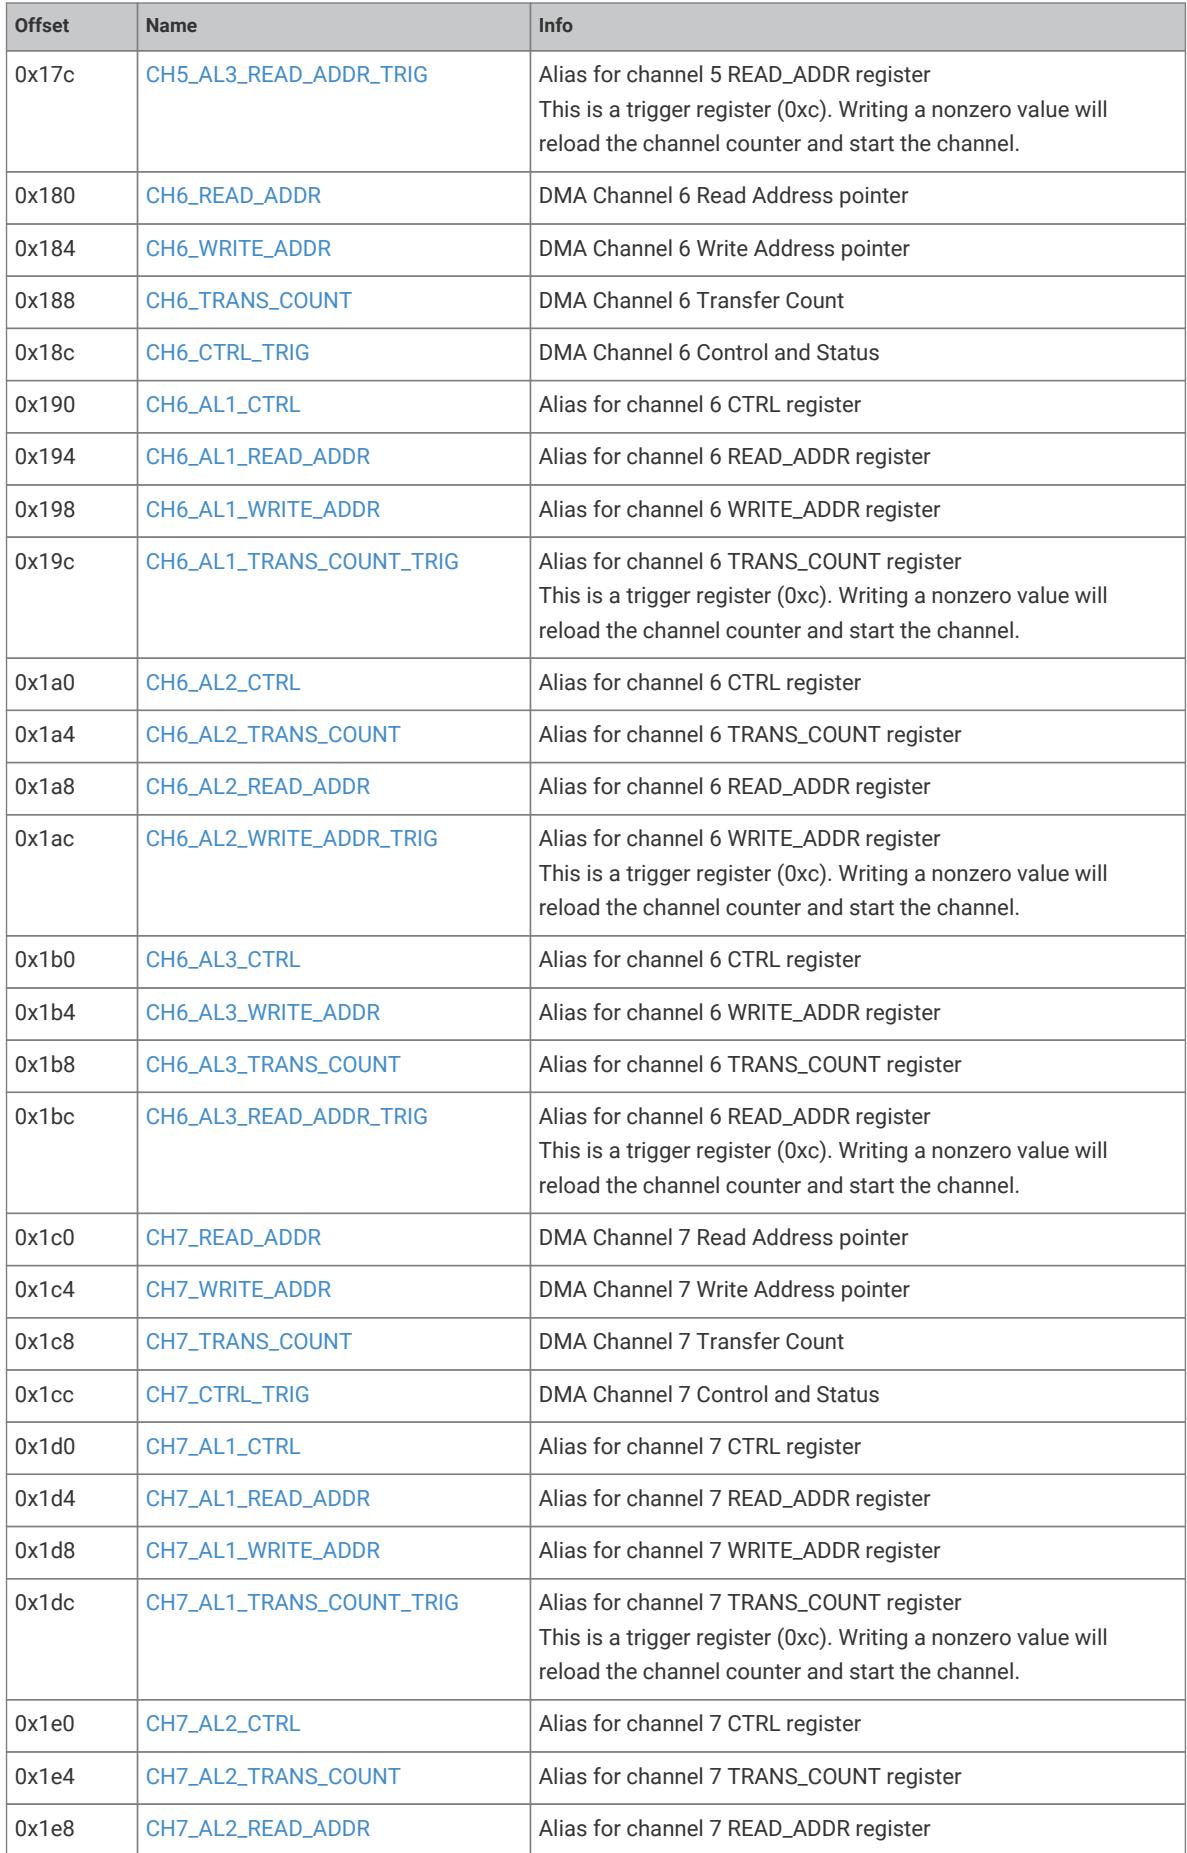 Offset Name Info
0x17c CH5_AL3_READ_ADDR_TRIG Alias for channel 5 READ_ADDR register
This is a trigger register (0xc). Writing a nonzero value will
reload the channel counter and start the channel.
0x180 CH6_READ_ADDR DMA Channel 6 Read Address pointer
0x184 CH6_WRITE_ADDR DMA Channel 6 Write Address pointer
0x188 CH6_TRANS_COUNT DMA Channel 6 Transfer Count
0x18c CH6_CTRL_TRIG DMA Channel 6 Control and Status
0x190 CH6_AL1_CTRL Alias for channel 6 CTRL register
0x194 CH6_AL1_READ_ADDR Alias for channel 6 READ_ADDR register
0x198 CH6_AL1_WRITE_ADDR Alias for channel 6 WRITE_ADDR register
0x19c CH6_AL1_TRANS_COUNT_TRIG Alias for channel 6 TRANS_COUNT register
This is a trigger register (0xc). Writing a nonzero value will
reload the channel counter and start the channel.
0x1a0 CH6_AL2_CTRL Alias for channel 6 CTRL register
0x1a4 CH6_AL2_TRANS_COUNT Alias for channel 6 TRANS_COUNT register
0x1a8 CH6_AL2_READ_ADDR Alias for channel 6 READ_ADDR register
0x1ac CH6_AL2_WRITE_ADDR_TRIG Alias for channel 6 WRITE_ADDR register
This is a trigger register (0xc). Writing a nonzero value will
reload the channel counter and start the channel.
0x1b0 CH6_AL3_CTRL Alias for channel 6 CTRL register
0x1b4 CH6_AL3_WRITE_ADDR Alias for channel 6 WRITE_ADDR register
0x1b8 CH6_AL3_TRANS_COUNT Alias for channel 6 TRANS_COUNT register
0x1bc CH6_AL3_READ_ADDR_TRIG Alias for channel 6 READ_ADDR register
This is a trigger register (0xc). Writing a nonzero value will
reload the channel counter and start the channel.
0x1c0 CH7_READ_ADDR DMA Channel 7 Read Address pointer
0x1c4 CH7_WRITE_ADDR DMA Channel 7 Write Address pointer
0x1c8 CH7_TRANS_COUNT DMA Channel 7 Transfer Count
0x1cc CH7_CTRL_TRIG DMA Channel 7 Control and Status
0x1d0 CH7_AL1_CTRL Alias for channel 7 CTRL register
0x1d4 CH7_AL1_READ_ADDR Alias for channel 7 READ_ADDR register
0x1d8 CH7_AL1_WRITE_ADDR Alias for channel 7 WRITE_ADDR register
0x1dc CH7_AL1_TRANS_COUNT_TRIG Alias for channel 7 TRANS_COUNT register
This is a trigger register (0xc). Writing a nonzero value will
reload the channel counter and start the channel.
0x1e0 CH7_AL2_CTRL Alias for channel 7 CTRL register
0x1e4 CH7_AL2_TRANS_COUNT Alias for channel 7 TRANS_COUNT register
0x1e8 CH7_AL2_READ_ADDR Alias for channel 7 READ_ADDR register